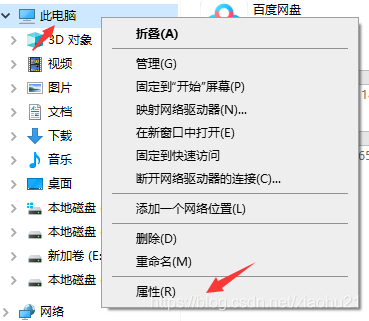 此电脑
3D 对象
视频
图片
文档
下载
音乐
桌面
本地磁盘
本地磁盘
新加卷 (E
本地磁盘
网络
百度网盘
折叠(A)
管理(G)
固定到"开始"屏幕(P)
映射网络驱动器(N)...
在新窗口中打开(E)
固定到快速访问
断开网络驱动器的连接(C)...
添加一个网络位置(L)
删除(D)
重命名(M)
属性(R)
https://blog.csdn.net/xiaohu23